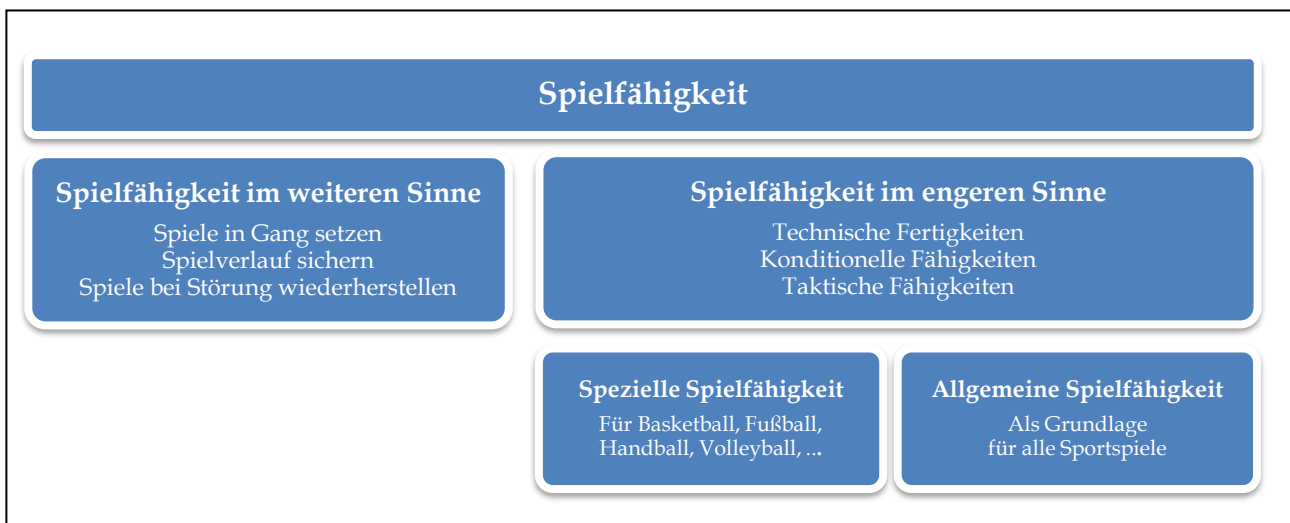 Spielfähigkeit
Spielfähigkeit im weiteren Sinne
Spiele in Gang setzen
Spielverlauf sichern
Spiele bei Störung wiederherstellen
Spielfähigkeit im engeren Sinne
Technische Fertigkeiten
Konditionelle Fähigkeiten
Taktische Fähigkeiten
Spezielle Spielfähigkeit
Für Basketball, Fußball,
Handball, Volleyball, ...
Allgemeine Spielfähigkeit
Als Grundlage
für alle Sportspiele